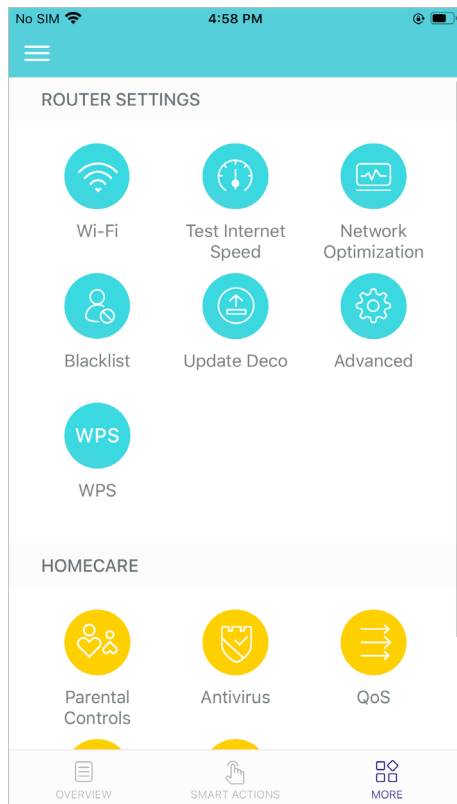 No SIM 4:58 PM
ROUTER SETTINGS
Wi-Fi Test Internet Network
Speed Optimization
Blacklist Update Deco Advanced
WPS
WPS
HOMECARE
Parental Antivirus QoS
Controls
OVERVIEW SMART ACTIONS MORE